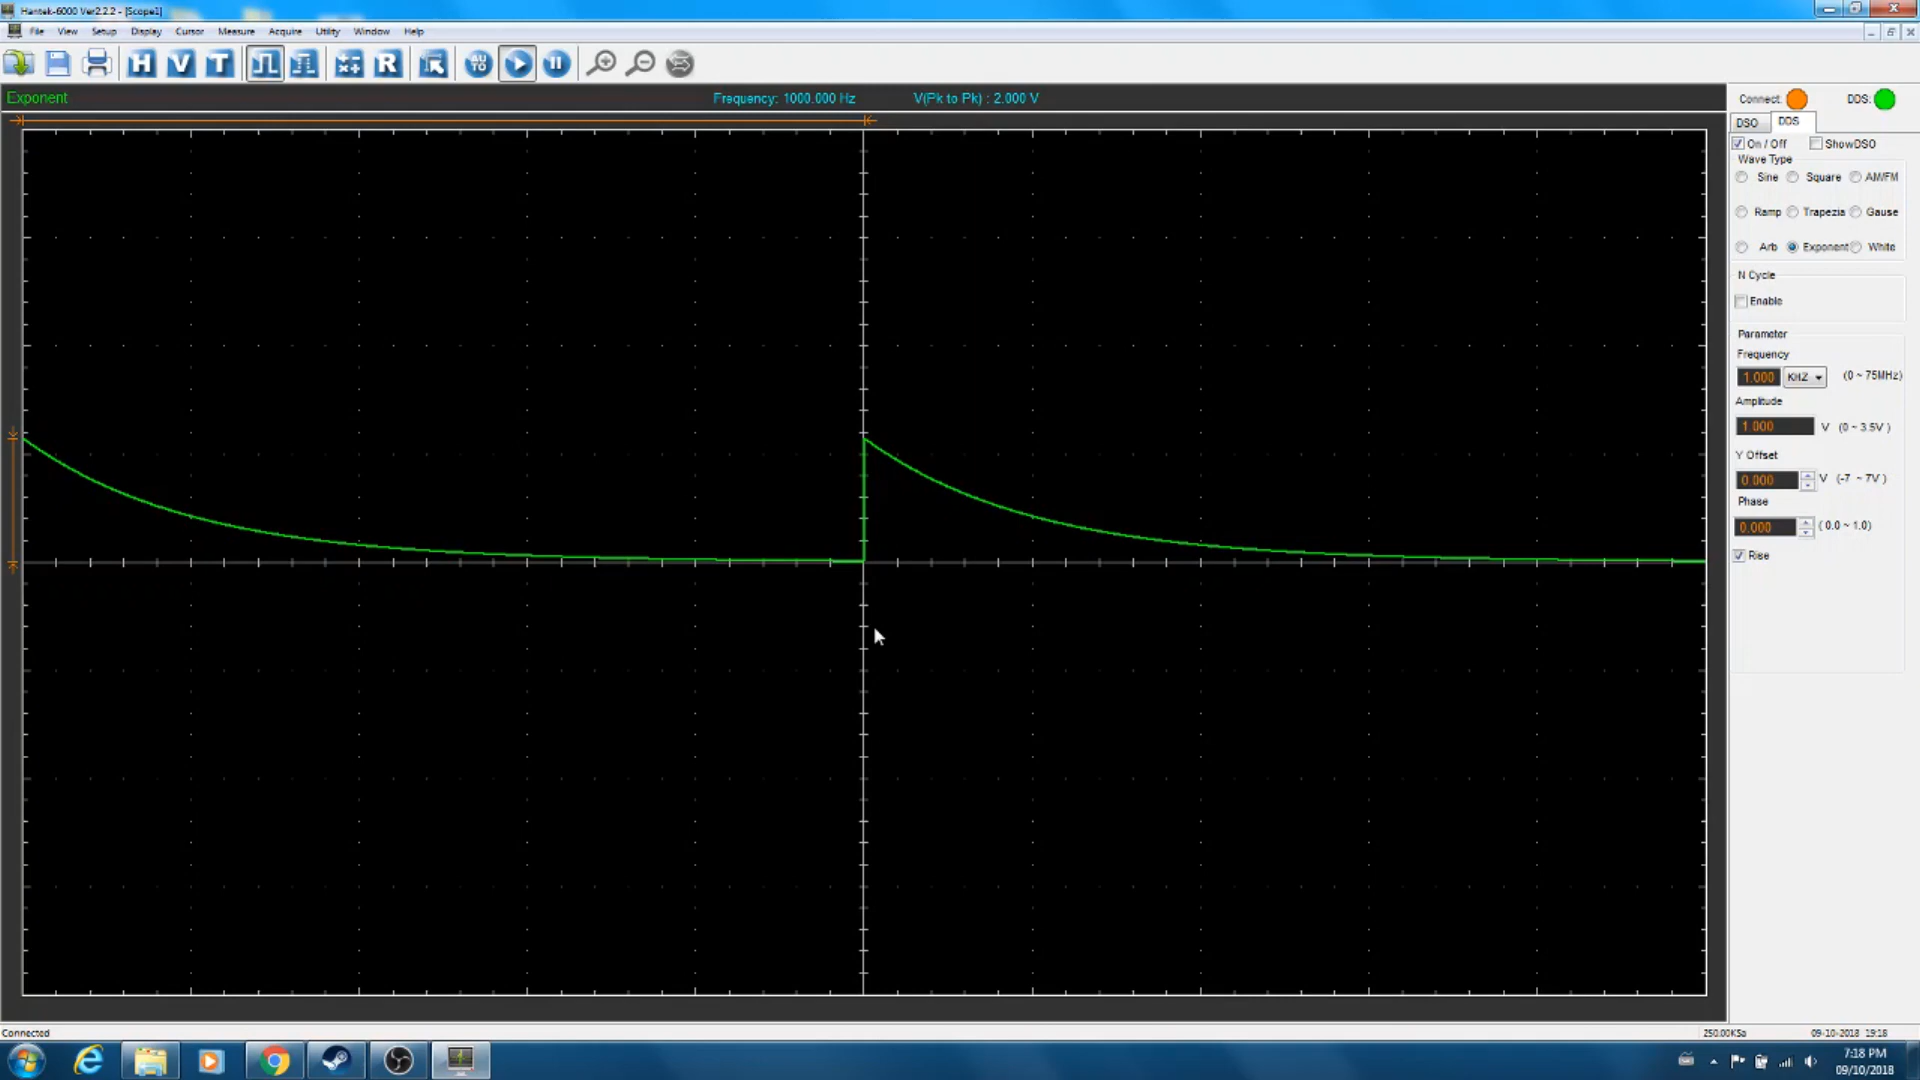 Hantek-6000 Ver2.2.2 - [Scope1]
File View Setup Display Cursor Measure Acquire Utility Window Help
H V T R AU TO
Exponent Frequency: 1000.000 Hz V(Pk to Pk) : 2.000 V
Connect: DDS:
DSO DDS
On / Off ShowDSO
Wave Type
Sine Square AM/FM
Ramp Trapezia Gause
Arb Exponent White
N Cycle
Enable
Parameter
Frequency
1.000 KHZ (0 ~ 75MHz)
Amplitude
1.000 V (0 ~ 3.5V )
Y Offset
0.000 V (-7 ~ 7V )
Phase
0.000 ( 0.0 ~ 1.0)
Rise
Connected 250.00KSa 09-10-2018 19:18
7:18 PM
09/10/2018